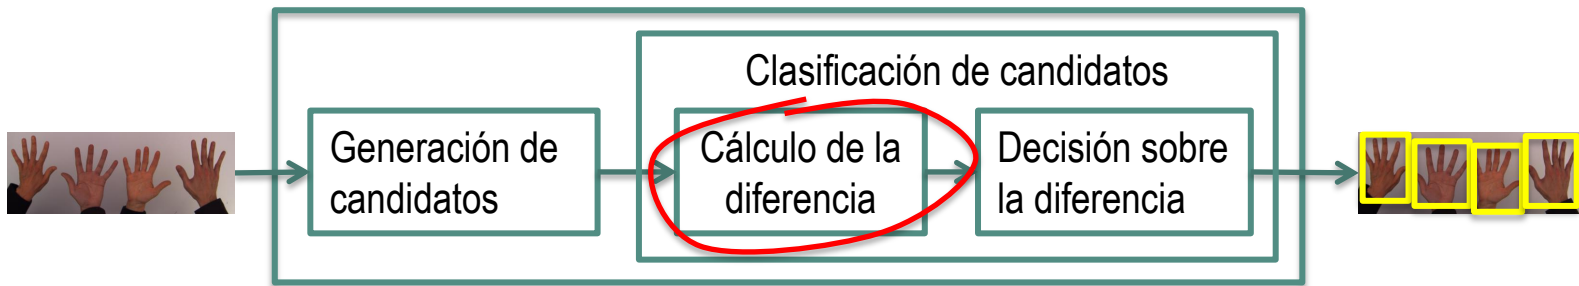 Clasificación de candidatos
Generación de
candidatos
Cálculo de la
diferencia
Decisión sobre
la diferencia